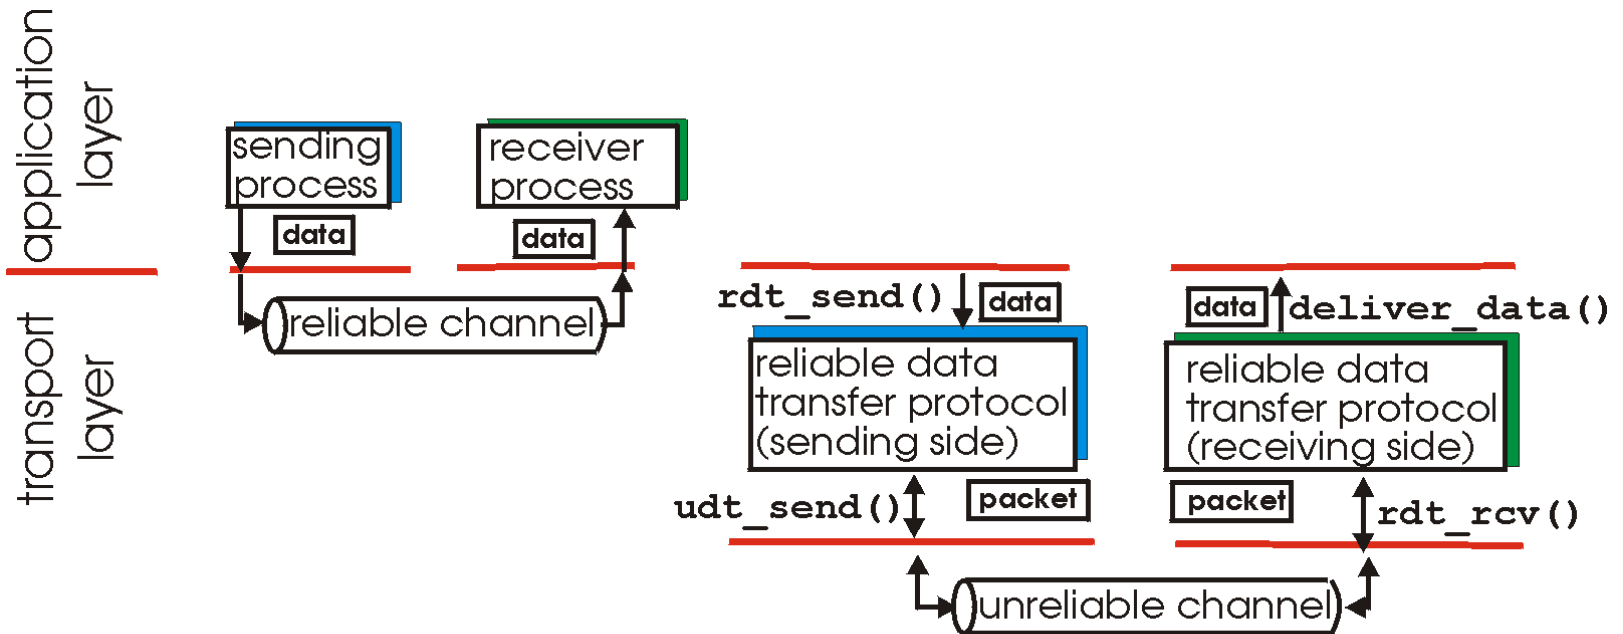 application
layer
transport
layer
sending
process
data
receiver
process
data
reliable channel
rdt_send()
data
reliable data
transfer protocol
(sending side)
udt_send()
packet
data
deliver_data()
reliable data
transfer protocol
(receiving side)
packet
rdt_rcv()
unreliable channel